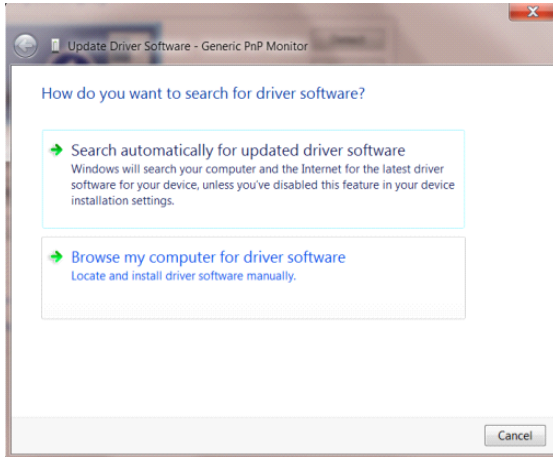 Update Driver Software - Generic PnP Monitor
How do you want to search for driver software?
Search automatically for updated driver software
Windows will search your computer and the Internet for the latest driver
software for your device, unless you've disabled this feature in your device
installation settings.
Browse my computer for driver software
Locate and install driver software manually.
Cancel